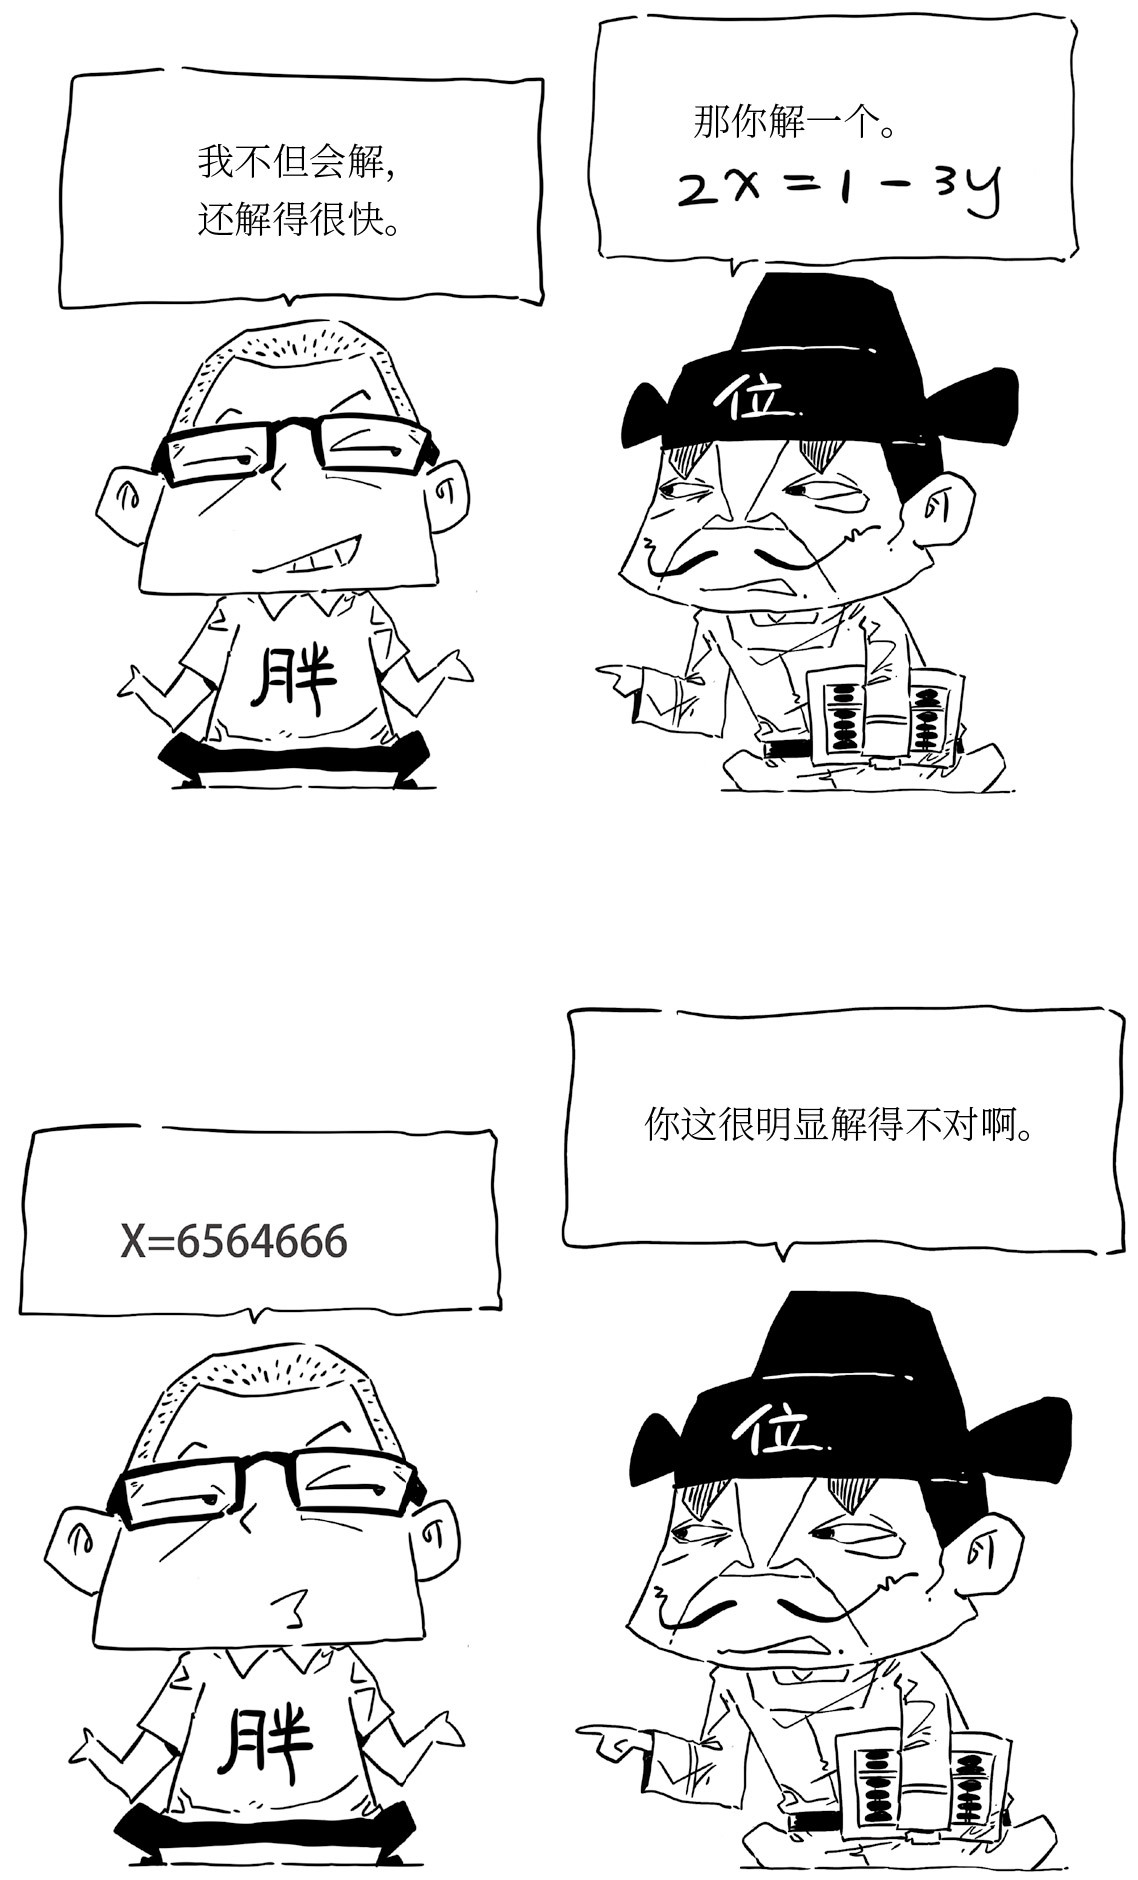 我不但会解,
还解得很快。
那你解一个。
2x=1-3y
位
胖
你这很明显解得不对啊。
X=6564666
位
胖